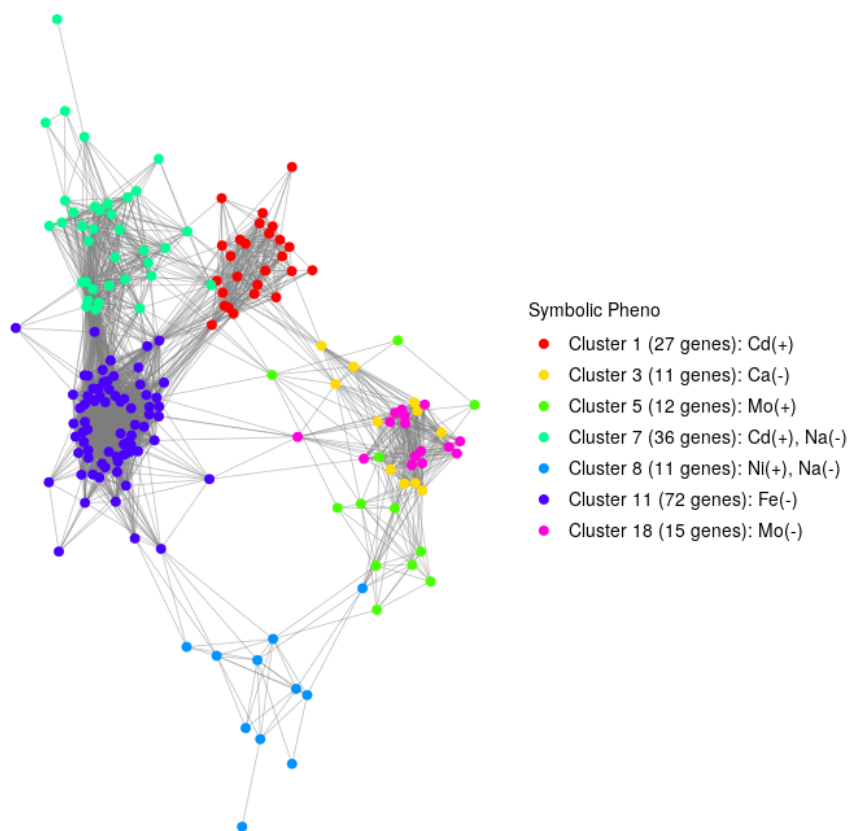 Symbolic Pheno
Cluster 1 (27 genes): Cd(+)
Cluster 3 (11 genes): Ca(-)
Cluster 5 (12 genes): Mo(+)
Cluster 7 (36 genes): Cd(+), Na(-)
Cluster 8 (11 genes): Ni(+), Na(-)
Cluster 11 (72 genes): Fe(-)
Cluster 18 (15 genes): Mo(-)